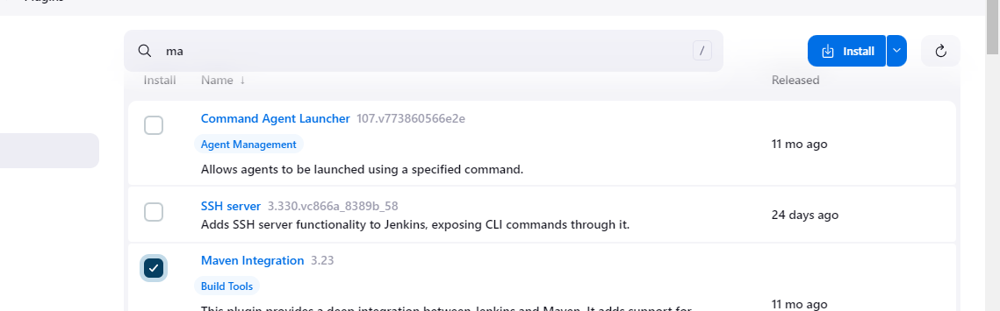 Plugins
ma /
Install
Install Name ↓ Released
Command Agent Launcher 107.v773860566e2e
Agent Management
11 mo ago
Allows agents to be launched using a specified command.
SSH server 3.330.vc866a_8389b_58
24 days ago
Adds SSH server functionality to Jenkins, exposing CLI commands through it.
Maven Integration 3.23
Build Tools
11 mo ago
This plugin provides a deep integration between Jenkins and Maven. It adds support for